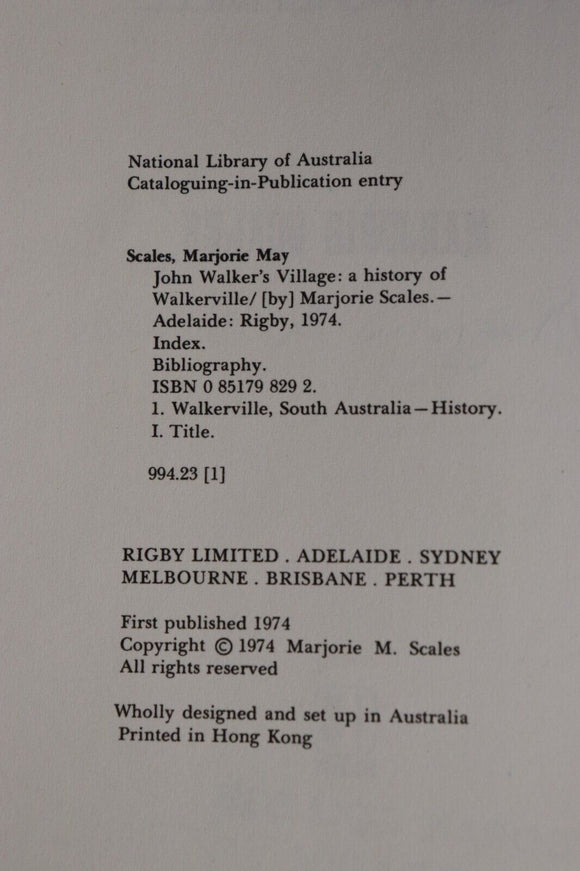 National Library of Australia
Cataloguing-in-Publication entry
Scales, Marjorie May
John Walker's Village: a history of
Walkerville/ [by] Marjorie Scales.—
Adelaide: Rigby, 1974.
Index.
Bibliography.
ISBN 0 85179 829 2.
1. Walkerville, South Australia—History.
I. Title.
994.23 [1]
RIGBY LIMITED . ADELAIDE . SYDNEY
MELBOURNE . BRISBANE . PERTH
First published 1974
Copyright © 1974 Marjorie M. Scales
All rights reserved
Wholly designed and set up in Australia
Printed in Hong Kong